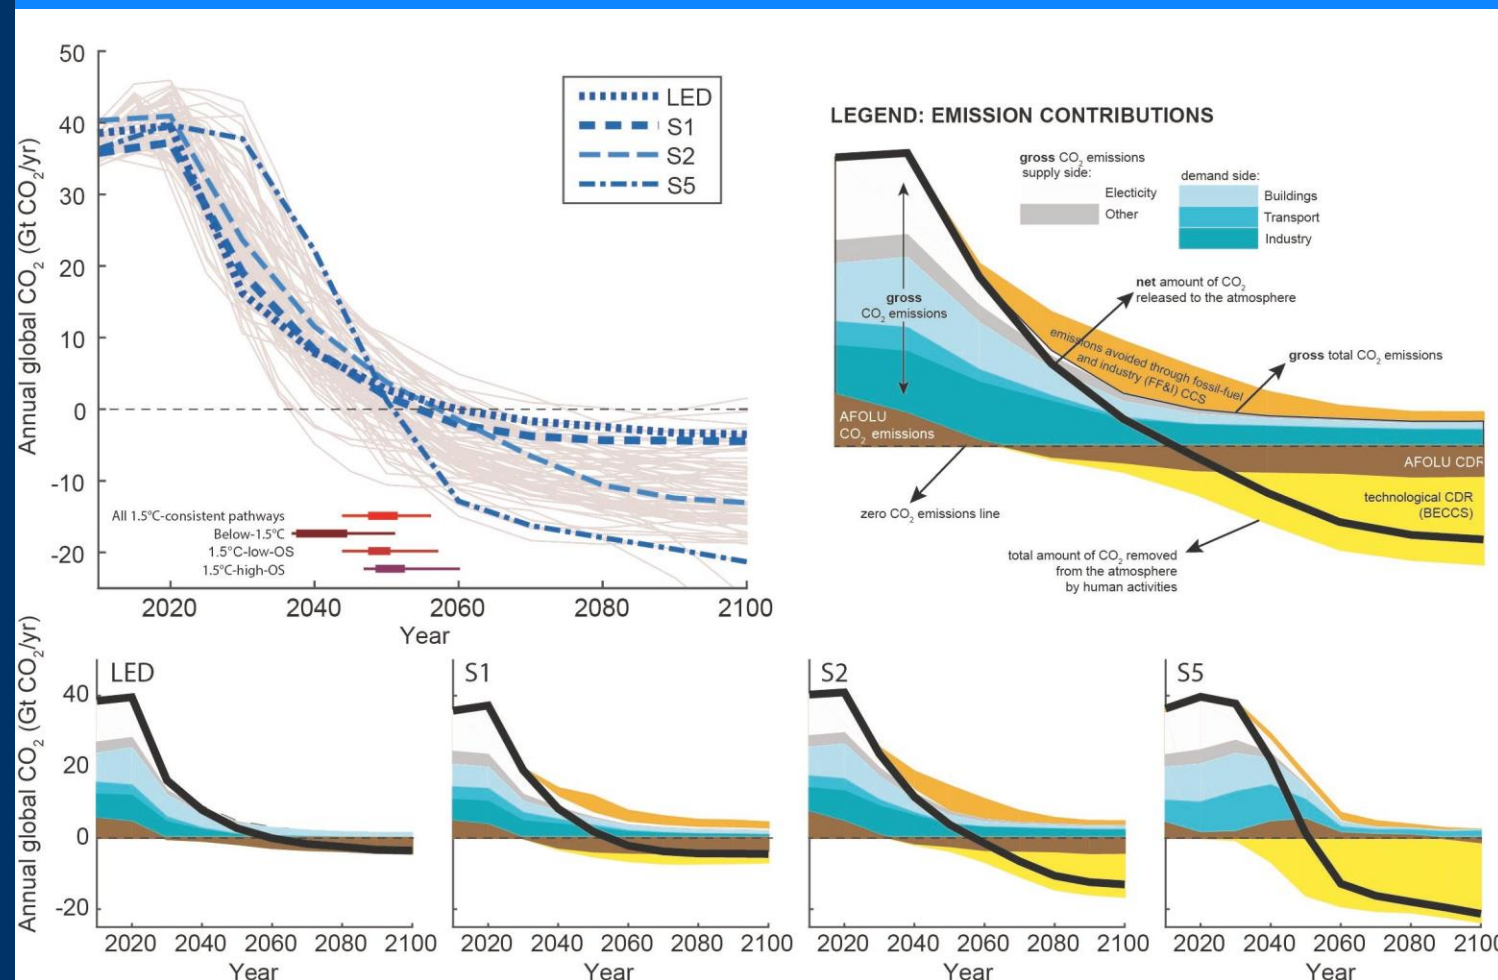 50
40
30
20
10
0
-10
-20
Annual global CO2 (Gt CO2/yr)
LED
S1
S2
S5
All 1.5°C-consistent pathways
Below-1.5°C
1.5°C-low-OS
1.5°C-high-OS
2020 2040 2060 2080 2100
Year
LEGEND: EMISSION CONTRIBUTIONS
gross CO2 emissions
supply side:
Electicity
Other
demand side:
Buildings
Transport
Industry
gross
CO2 emissions
net amount of CO2
released to the atmosphere
emissions avoided through fossil-fuel
and industry (FF&I) CCS
gross total CO2 emissions
AFOLU
CO2 emissions
AFOLU CDR
technological CDR
(BECCS)
zero CO2 emissions line
total amount of CO2 removed
from the atmosphere
by human activities
Annual global CO2 (Gt CO2/yr)
40
20
0
-20
LED
2020 2040 2060 2080 2100
Year
S1
2020 2040 2060 2080 2100
Year
S2
2020 2040 2060 2080 2100
Year
S5
2020 2040 2060 2080 2100
Year